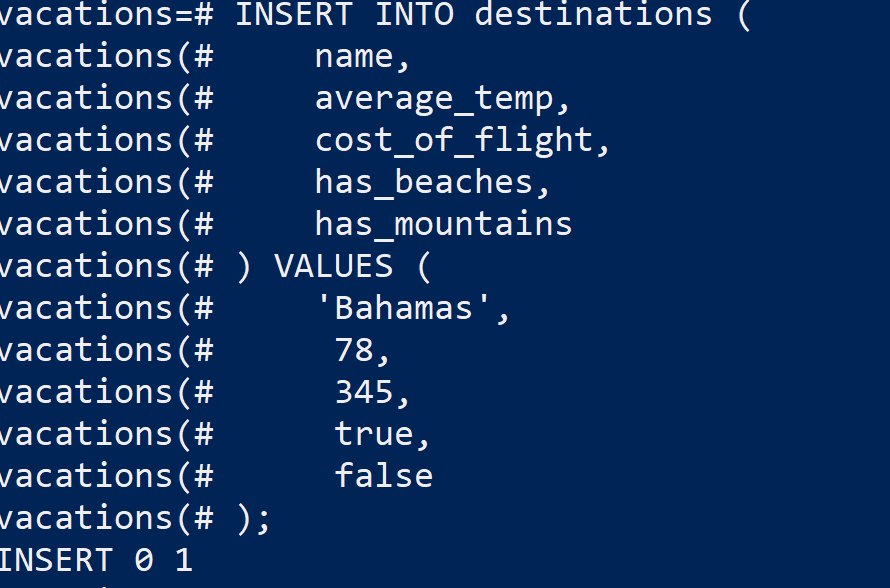 vacations=# INSERT INTO destinations (
vacations(#     name,
vacations(#     average_temp,
vacations(#     cost_of_flight,
vacations(#     has_beaches,
vacations(#     has_mountains
vacations(# ) VALUES (
vacations(#     'Bahamas',
vacations(#      78,
vacations(#      345,
vacations(#      true,
vacations(#      false
vacations(# );
INSERT 0 1